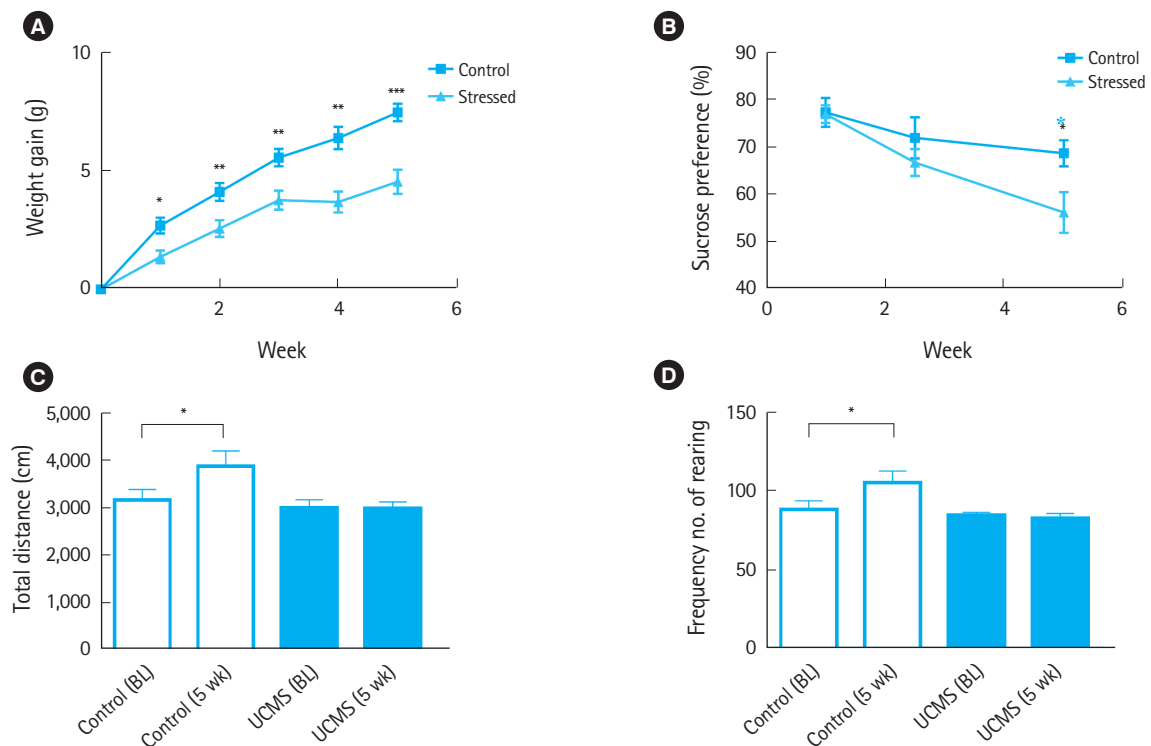 A
Weight gain (g)
10
5
0
2
4
6
Week
Control
Stressed
*
**
**
**
***
B
Sucrose preference (%)
90
80
70
60
50
40
0
2
4
6
Week
Control
Stressed
*
*
C
Total distance (cm)
5,000
4,000
3,000
2,000
1,000
0
*
Control (BL)
Control (5 wk)
UCMS (BL)
UCMS (5 wk)
D
Frequency no. of rearing
150
100
50
0
*
Control (BL)
Control (5 wk)
UCMS (BL)
UCMS (5 wk)